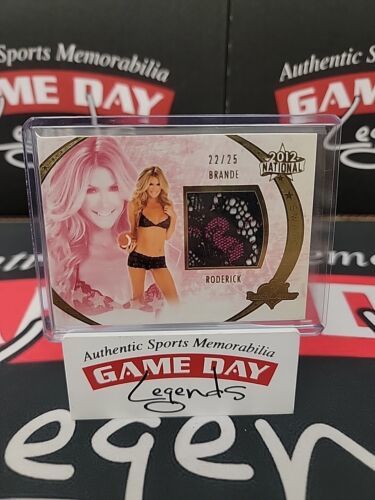 Authentic Sports Memorabilia
GAME DAY
Legends
Authentic Sports
GAME
2012
NATIONAL
22/25
BRANDE
RODERICK
Authentic Sports Memorabilia
GAME DAY
Legends